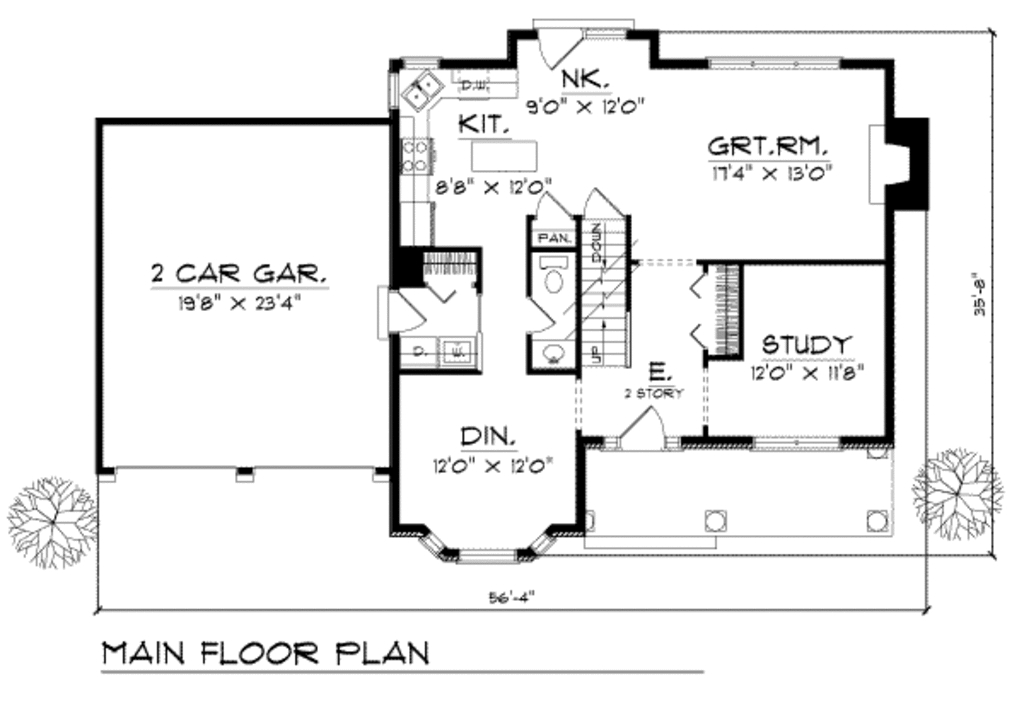 NK.
9'0" X 12'0"
D.W.
KIT.
8'8" X 12'0"
GRT.RM.
17'4" X 13'0"
PAN.
DOWN
2 CAR GAR.
19'8" X 23'4"
35'-8"
D.
W.
UP
E.
2 STORY
STUDY
12'0" X 11'8"
DIN.
12'0" X 12'0"
56'-4"
MAIN FLOOR PLAN